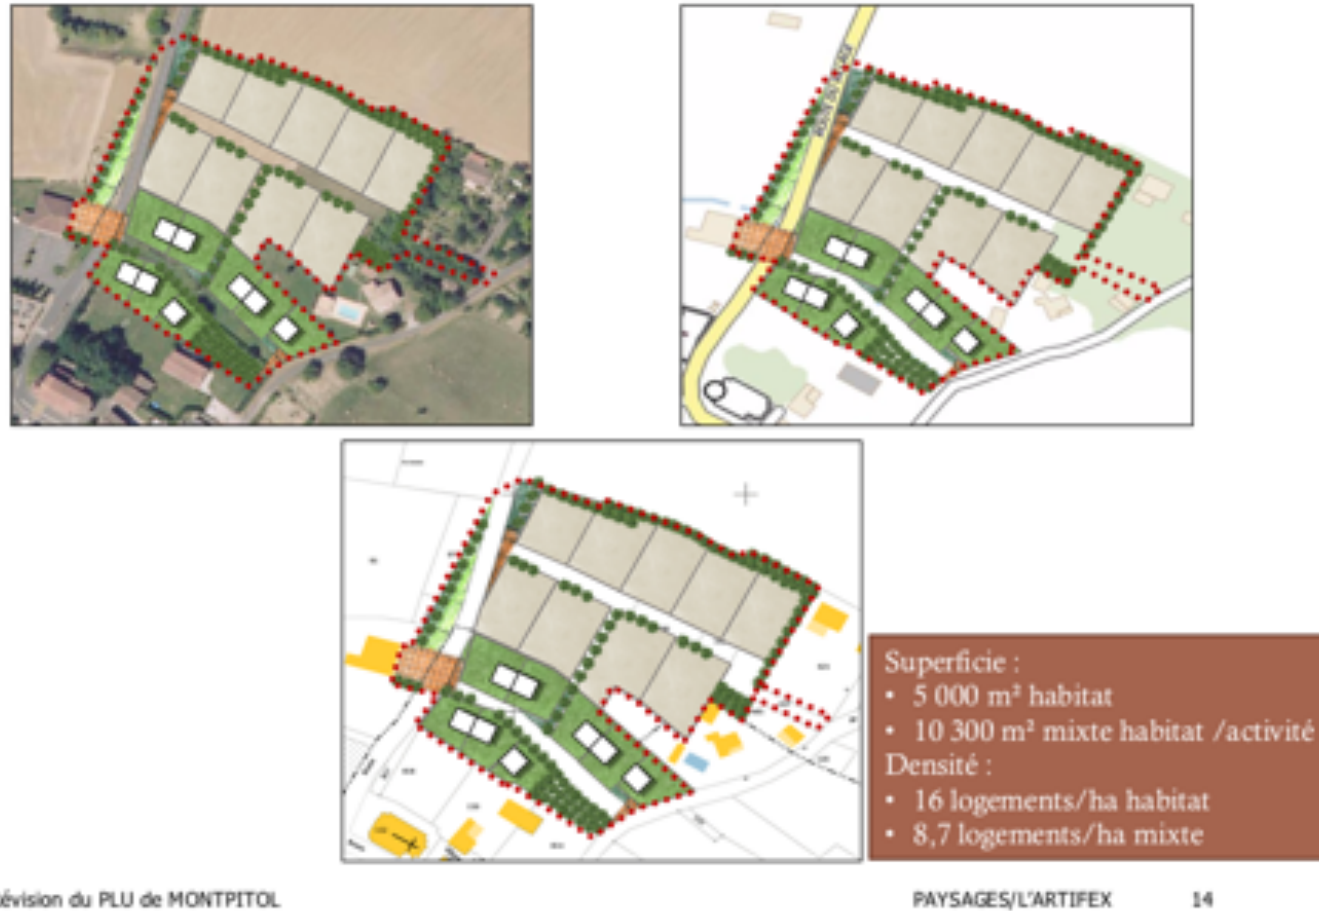 Superficie :
• 5 000 m² habitat
• 10 300 m² mixte habitat /activité
Densité :
• 16 logements/ha habitat
• 8,7 logements/ha mixte
évision du PLU de MONTPITOL
PAYSAGES/L'ARTIFEX 14